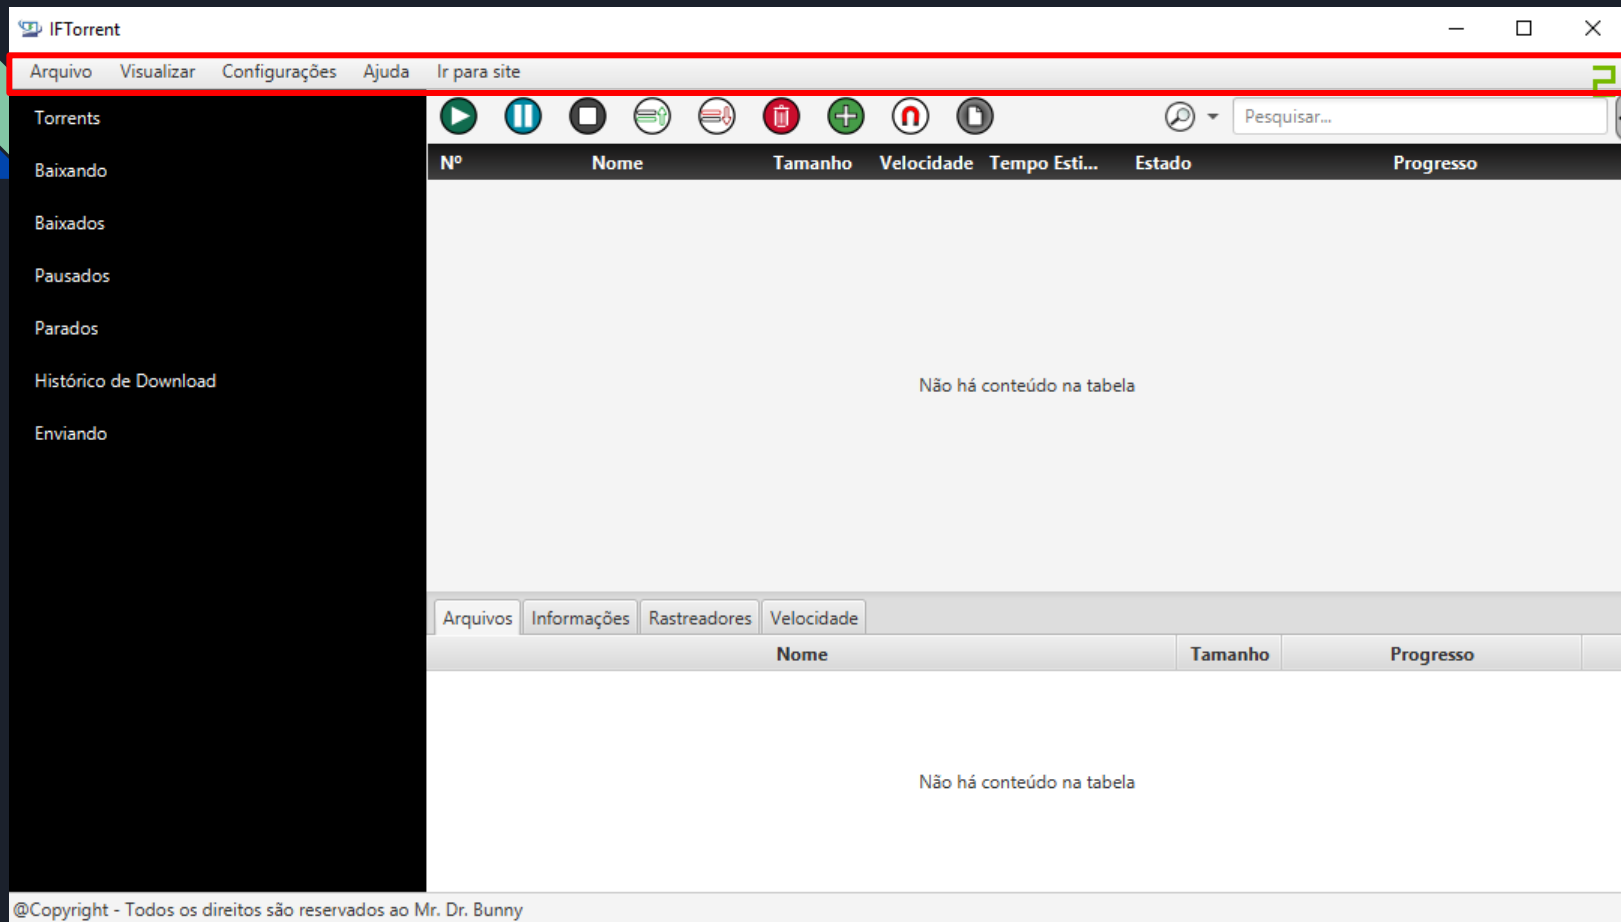 IFTorrent
Arquivo Visualizar Configurações Ajuda Ir para site
2
Torrents
Baixando
Baixados
Pausados
Parados
Histórico de Download
Enviando
Pesquisar...
Nº Nome Tamanho Velocidade Tempo Esti... Estado Progresso
Não há conteúdo na tabela
Arquivos Informações Rastreadores Velocidade
Nome Tamanho Progresso
Não há conteúdo na tabela
@Copyright - Todos os direitos são reservados ao Mr. Dr. Bunny